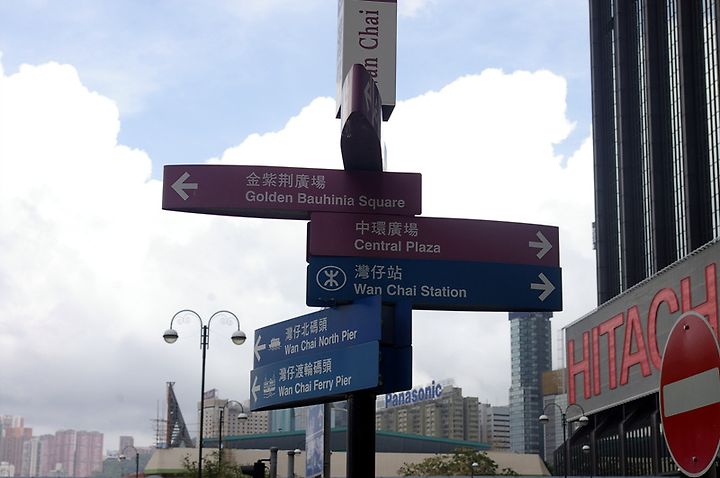 an Chai
金紫荆廣場
Golden Bauhinia Square
中環廣場
Central Plaza
灣仔站
Wan Chai Station
灣仔北碼頭
Wan Chai North Pier
灣仔渡輪碼頭
Wan Chai Ferry Pier
Panasonic
HITACH